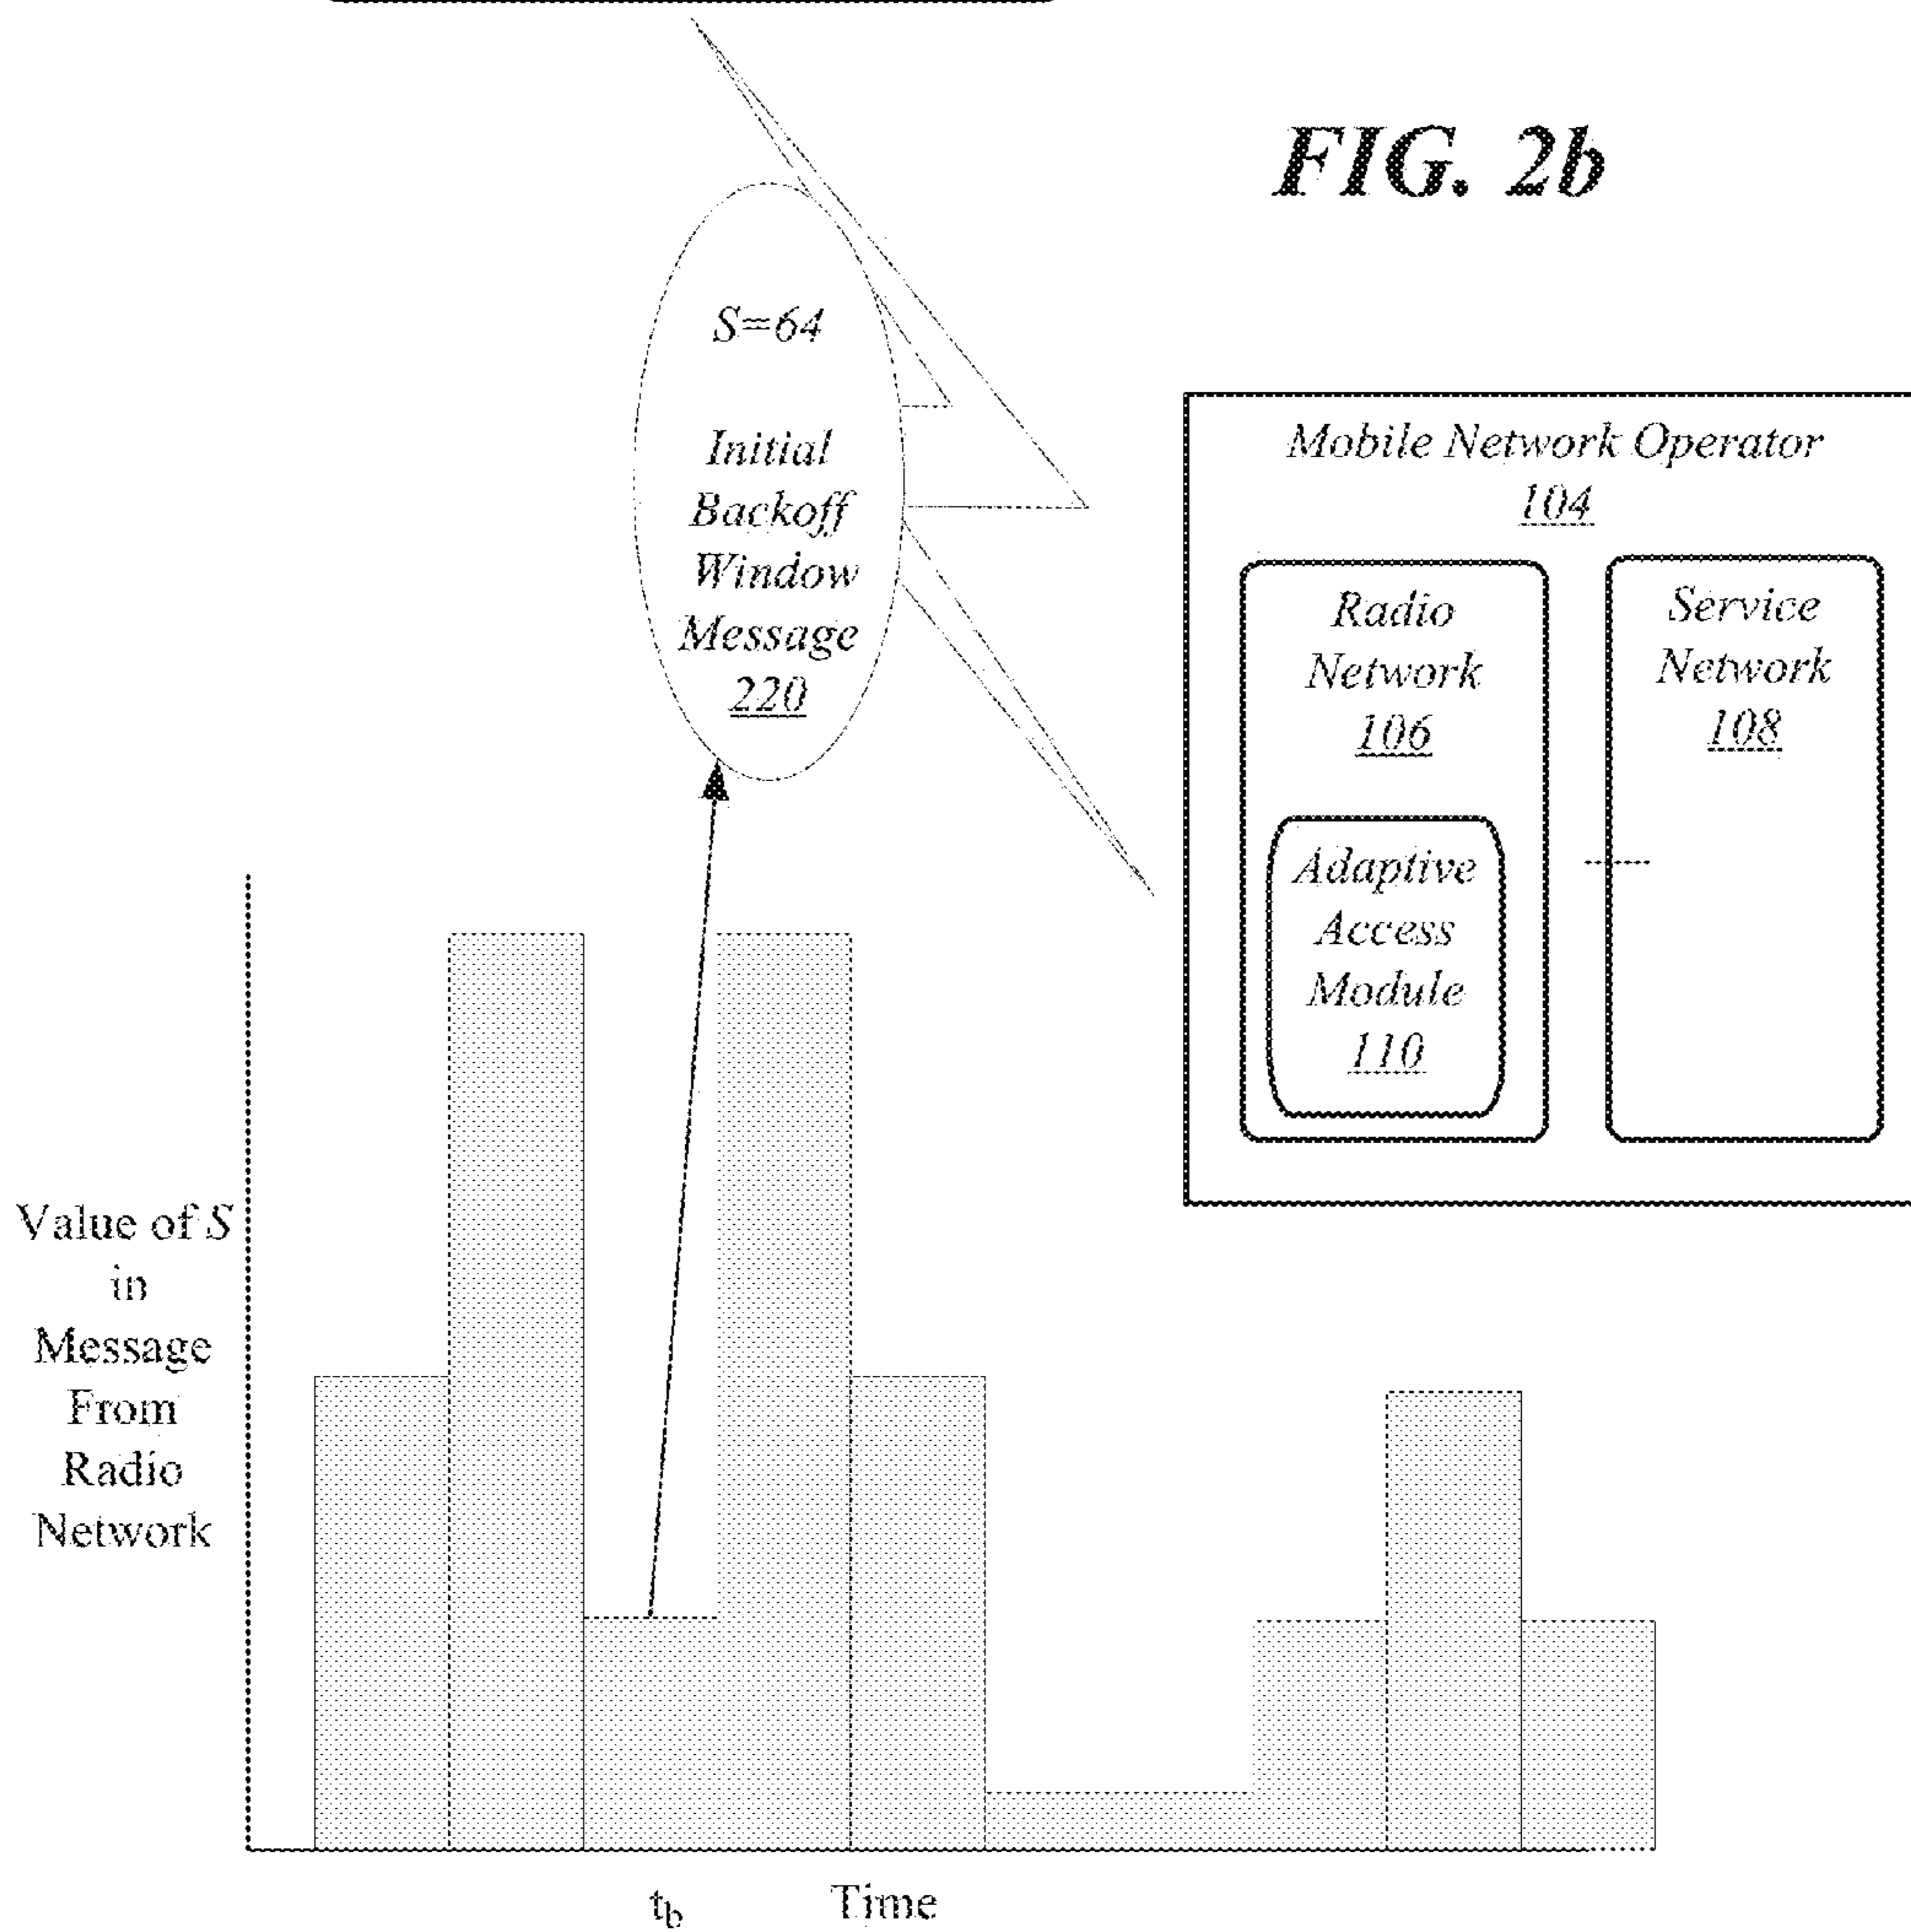 FIG. 2b
S=64
Initial
Backoff
Window
Message
220
Mobile Network Operator
104
Radio
Network
106
Service
Network
108
Adaptive
Access
Module
110
Value of S
in
Message
From
Radio
Network
tb
Time